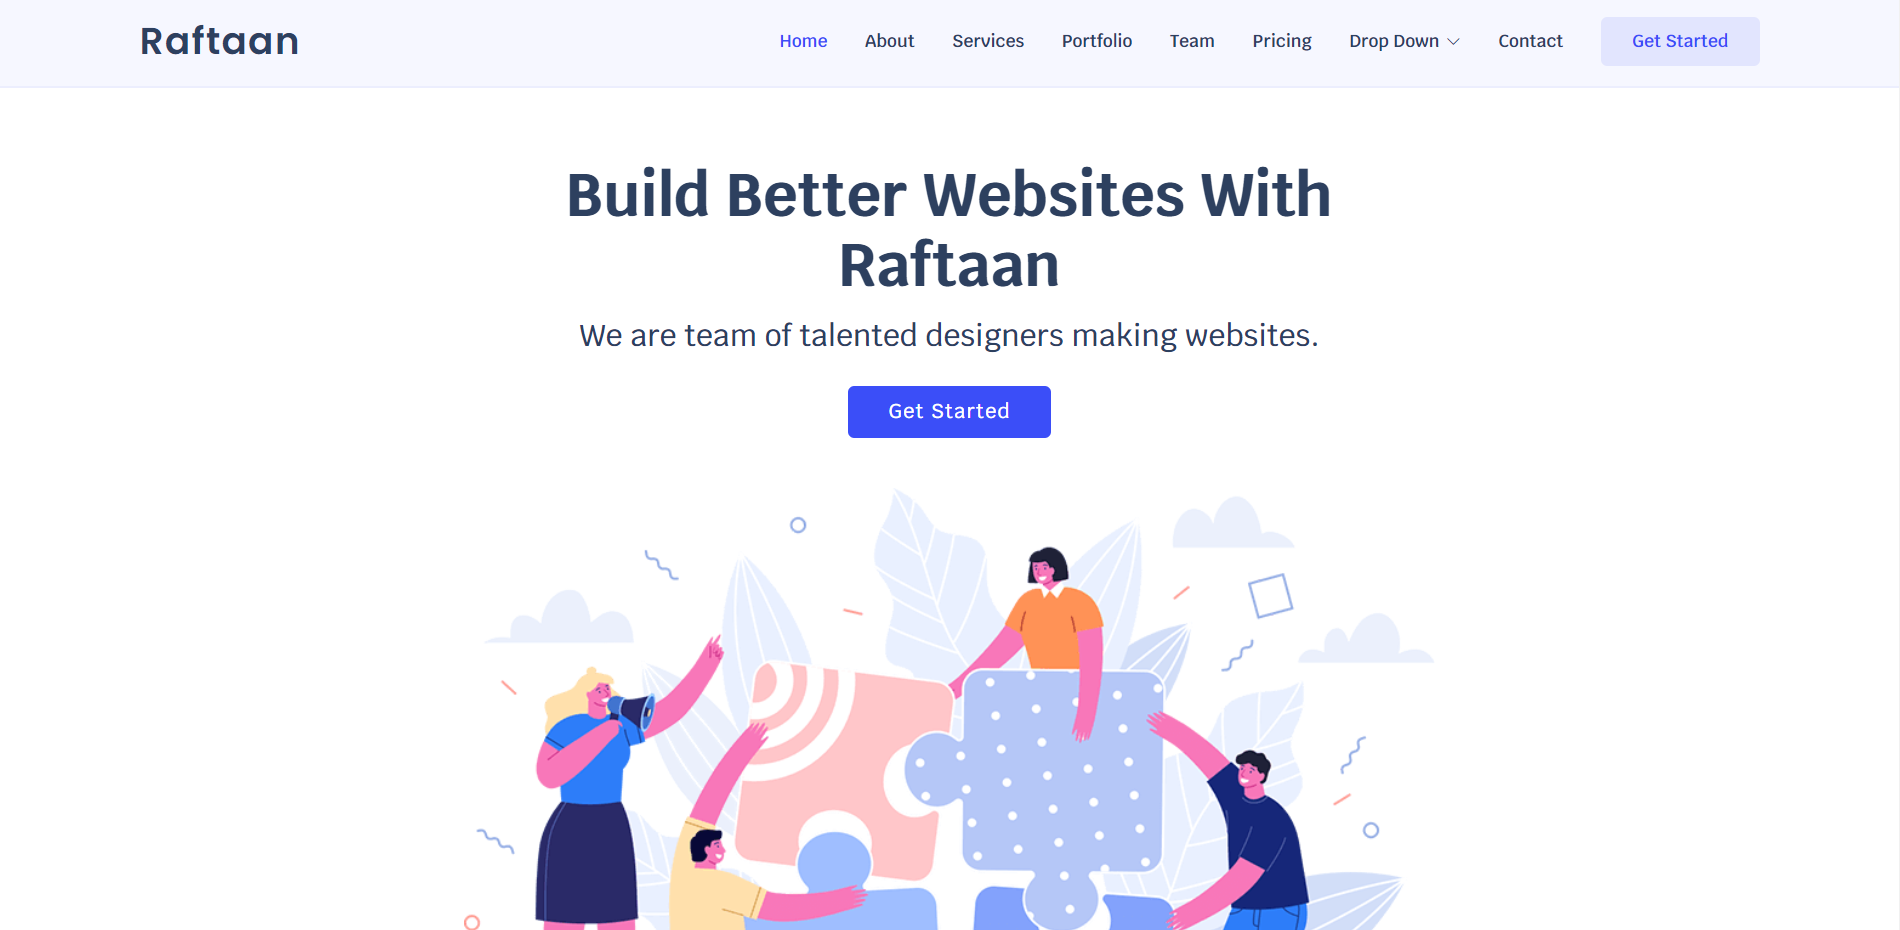 Raftaan
Home About Services Portfolio Team Pricing Drop Down Contact Get Started
Build Better Websites With
Raftaan
We are team of talented designers making websites.
Get Started